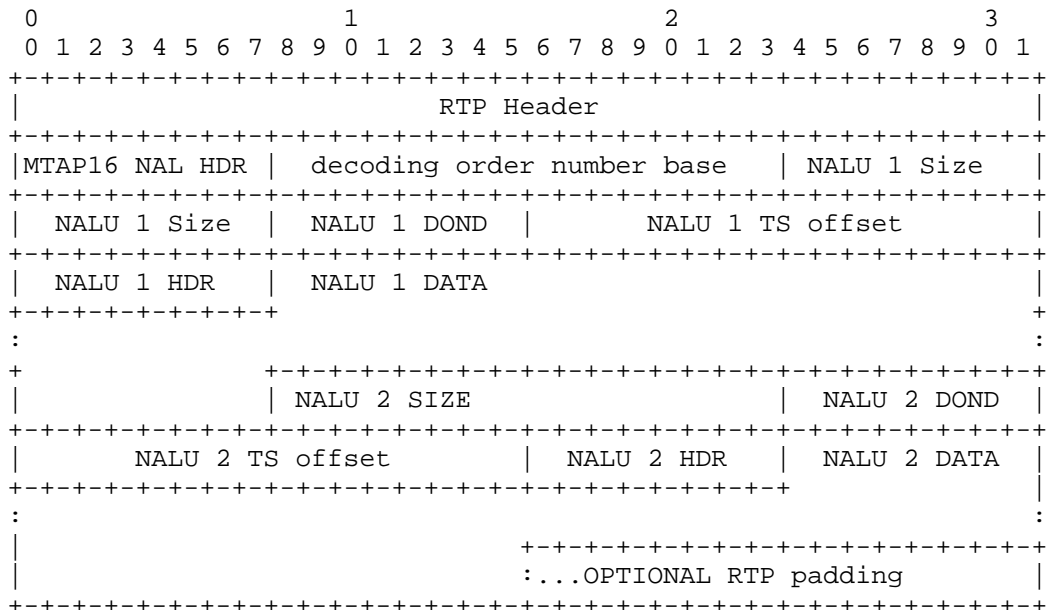 0                   1                   2                   3
 0 1 2 3 4 5 6 7 8 9 0 1 2 3 4 5 6 7 8 9 0 1 2 3 4 5 6 7 8 9 0 1
+-+-+-+-+-+-+-+-+-+-+-+-+-+-+-+-+-+-+-+-+-+-+-+-+-+-+-+-+-+-+-+-+
|                          RTP Header                           |
+-+-+-+-+-+-+-+-+-+-+-+-+-+-+-+-+-+-+-+-+-+-+-+-+-+-+-+-+-+-+-+-+
|MTAP16 NAL HDR |  decoding order number base   | NALU 1 Size   |
+-+-+-+-+-+-+-+-+-+-+-+-+-+-+-+-+-+-+-+-+-+-+-+-+-+-+-+-+-+-+-+-+
|  NALU 1 Size  |  NALU 1 DOND  |       NALU 1 TS offset        |
+-+-+-+-+-+-+-+-+-+-+-+-+-+-+-+-+-+-+-+-+-+-+-+-+-+-+-+-+-+-+-+-+
|  NALU 1 HDR   |  NALU 1 DATA                                  |
+-+-+-+-+-+-+-+-+                                               +
:                                                               :
+               +-+-+-+-+-+-+-+-+-+-+-+-+-+-+-+-+-+-+-+-+-+-+-+-+
|               | NALU 2 SIZE                   |  NALU 2 DOND  |
+-+-+-+-+-+-+-+-+-+-+-+-+-+-+-+-+-+-+-+-+-+-+-+-+-+-+-+-+-+-+-+-+
|       NALU 2 TS offset        |  NALU 2 HDR   |  NALU 2 DATA  |
+-+-+-+-+-+-+-+-+-+-+-+-+-+-+-+-+-+-+-+-+-+-+-+-+               |
:                                                               :
|                               +-+-+-+-+-+-+-+-+-+-+-+-+-+-+-+-+
|                               :...OPTIONAL RTP padding        |
+-+-+-+-+-+-+-+-+-+-+-+-+-+-+-+-+-+-+-+-+-+-+-+-+-+-+-+-+-+-+-+-+